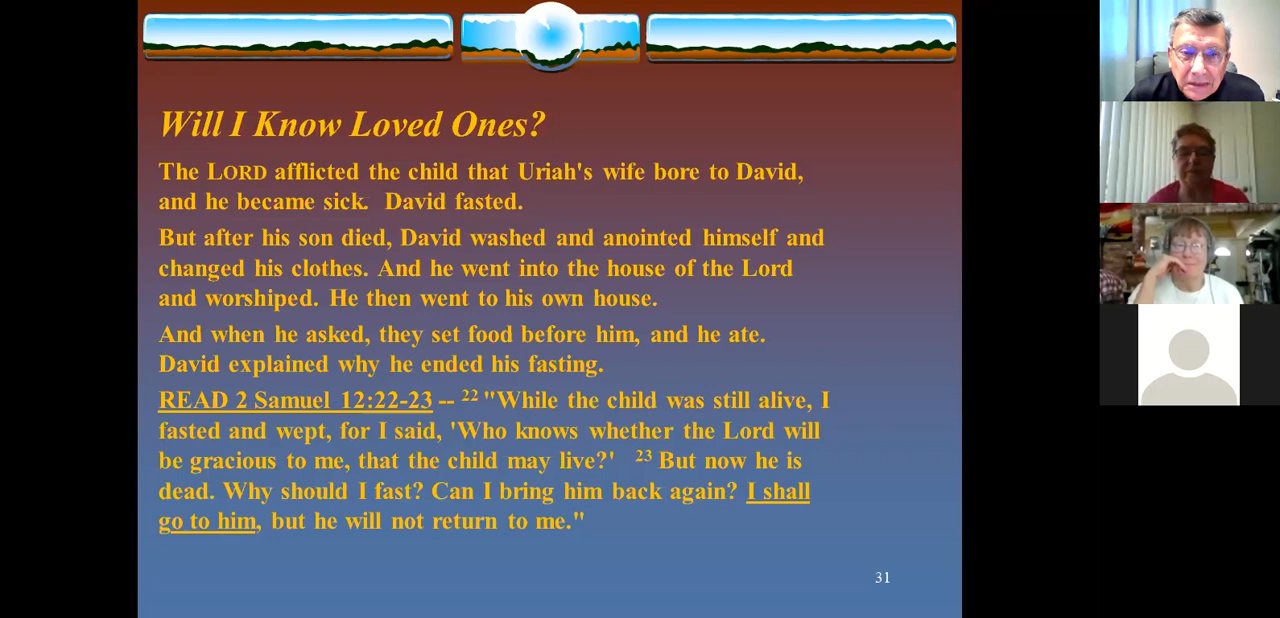 Will I Know Loved Ones?
The LORD afflicted the child that Uriah's wife bore to David,
and he became sick. David fasted.
But after his son died, David washed and anointed himself and
changed his clothes. And he went into the house of the Lord
and worshiped. He then went to his own house.
And when he asked, they set food before him, and he ate.
David explained why he ended his fasting.
READ 2 Samuel 12:22-23 -- 22 "While the child was still alive, I
fasted and wept, for I said, 'Who knows whether the Lord will
be gracious to me, that the child may live?' 23 But now he is
dead. Why should I fast? Can I bring him back again? I shall
go to him, but he will not return to me."
31